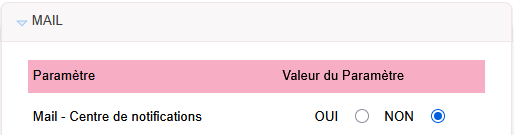 MAIL
Paramètre Valeur du Paramètre
Mail - Centre de notifications OUI NON